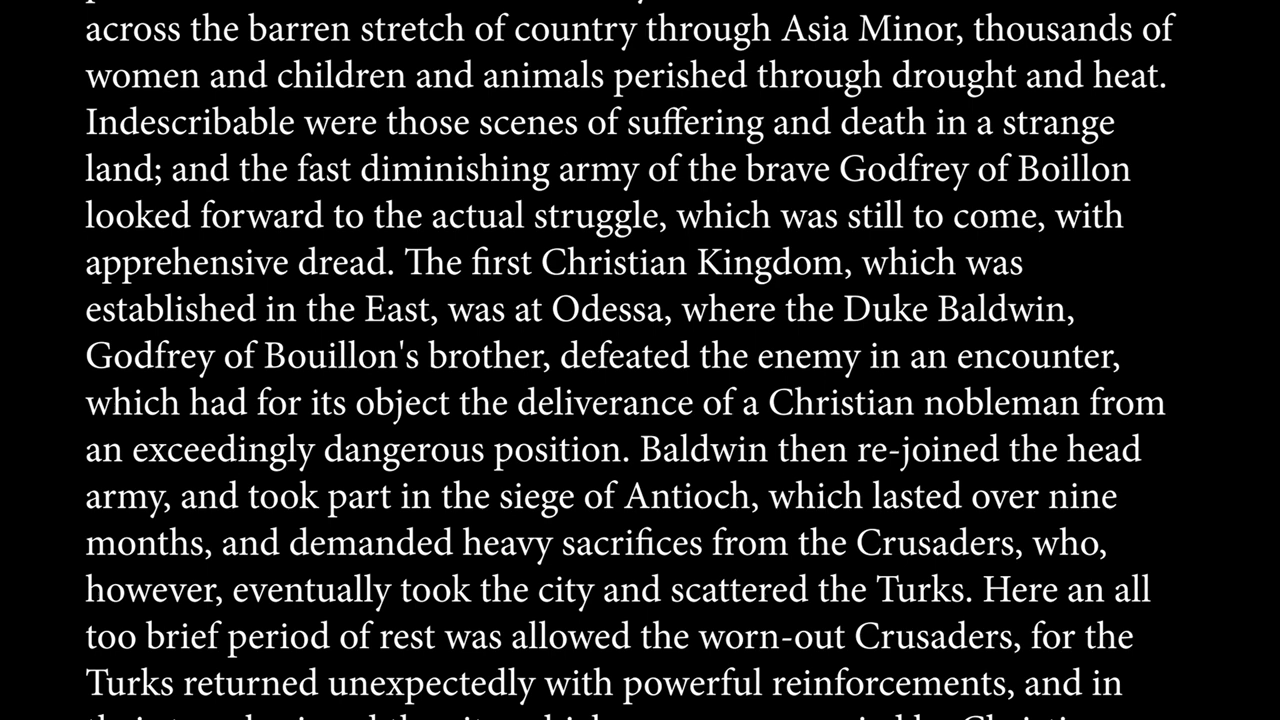 across the barren stretch of country through Asia Minor, thousands of
women and children and animals perished through drought and heat.
Indescribable were those scenes of suffering and death in a strange
land; and the fast diminishing army of the brave Godfrey of Boillon
looked forward to the actual struggle, which was still to come, with
apprehensive dread. The first Christian Kingdom, which was
established in the East, was at Odessa, where the Duke Baldwin,
Godfrey of Bouillon's brother, defeated the enemy in an encounter,
which had for its object the deliverance of a Christian nobleman from
an exceedingly dangerous position. Baldwin then re-joined the head
army, and took part in the siege of Antioch, which lasted over nine
months, and demanded heavy sacrifices from the Crusaders, who,
however, eventually took the city and scattered the Turks. Here an all
too brief period of rest was allowed the worn-out Crusaders, for the
Turks returned unexpectedly with powerful reinforcements, and in